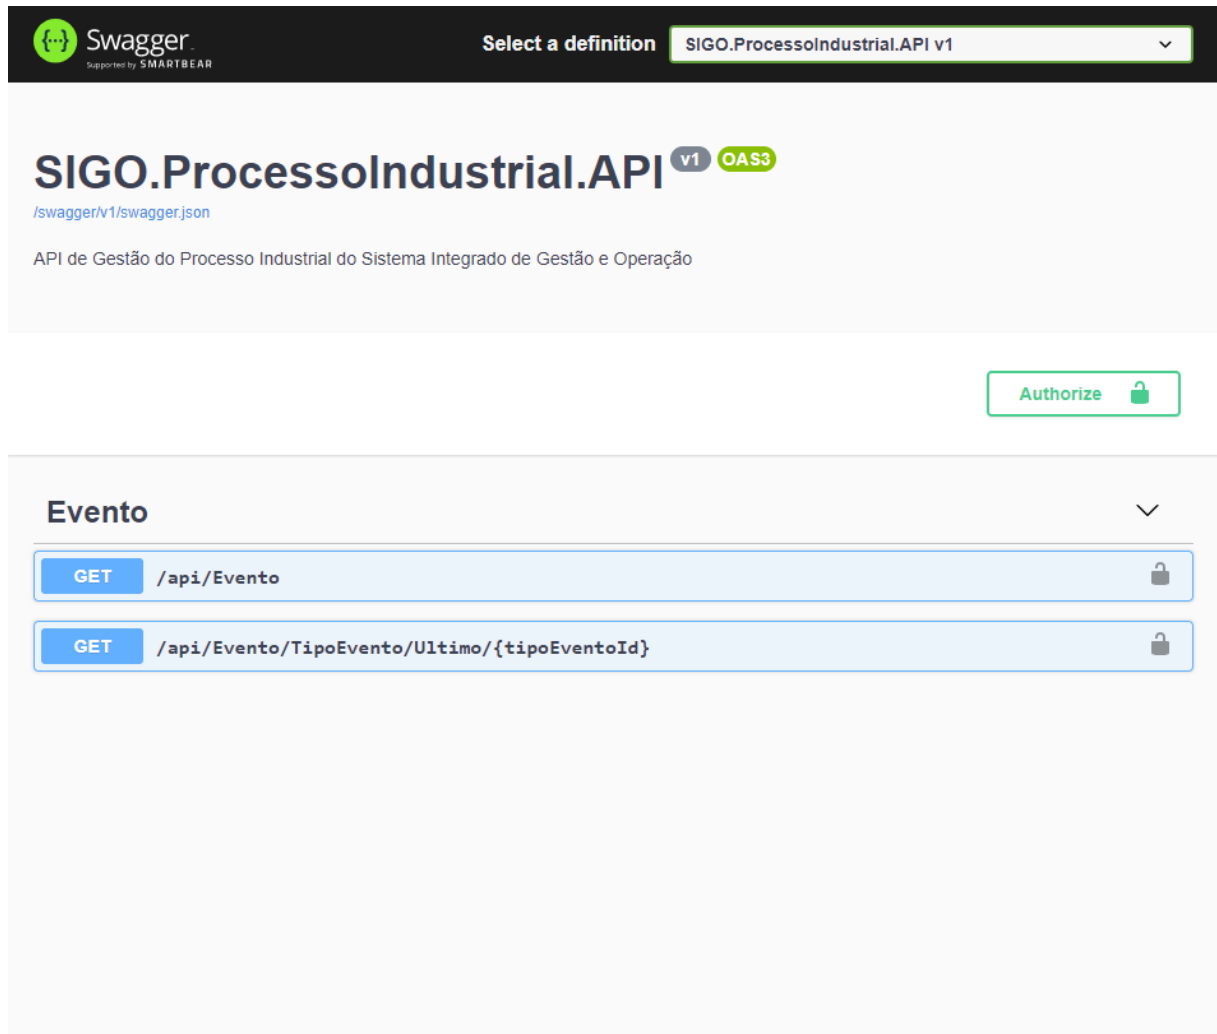 {···} Swagger.
Supported by SMARTBEAR
Select a definition
SIGO.ProcessoIndustrial.API v1
SIGO.ProcessoIndustrial.API v1 OAS3
/swagger/v1/swagger.json
API de Gestão do Processo Industrial do Sistema Integrado de Gestão e Operação
Authorize
Evento
GET /api/Evento
GET /api/Evento/TipoEvento/Ultimo/{tipoEventoId}